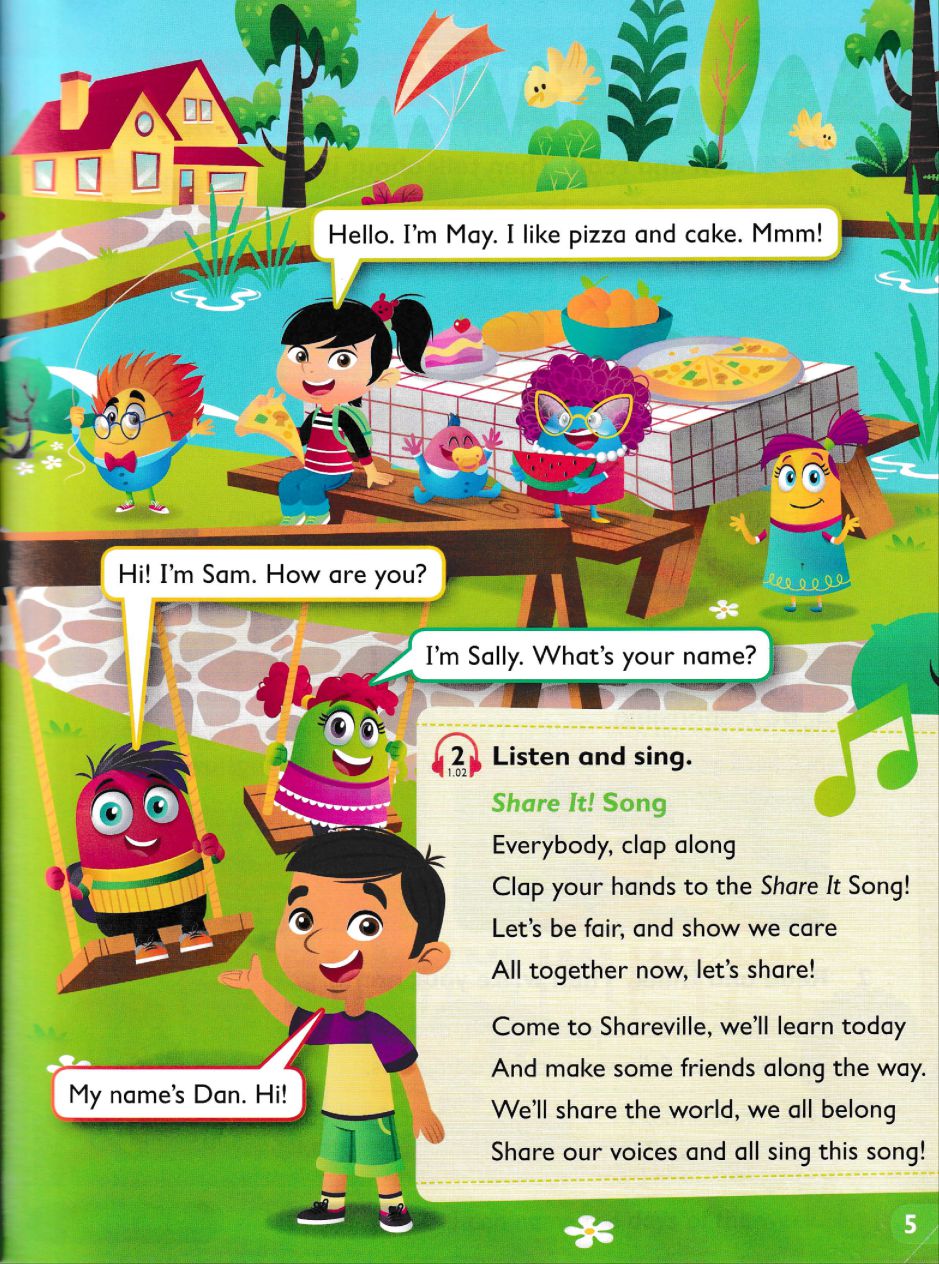 Hello. I'm May. I like pizza and cake. Mmm!
Hi! I'm Sam. How are you?
I'm Sally. What's your name?
My name's Dan. Hi!
2 Listen and sing.
1.02
Share It! Song
Everybody, clap along
Clap your hands to the Share It Song!
Let's be fair, and show we care
All together now, let's share!
Come to Shareville, we'll learn today
And make some friends along the way.
We'll share the world, we all belong
Share our voices and all sing this song!
5